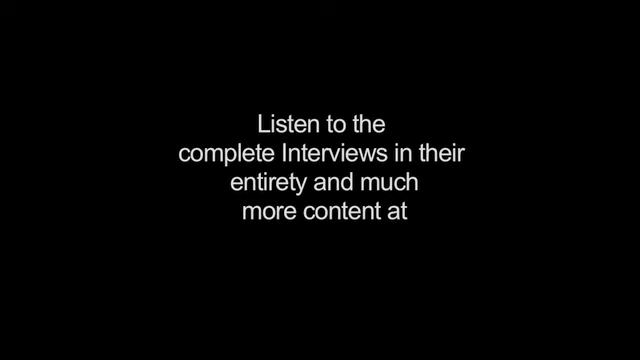 Listen to the
complete Interviews in their
entirety and much
more content at